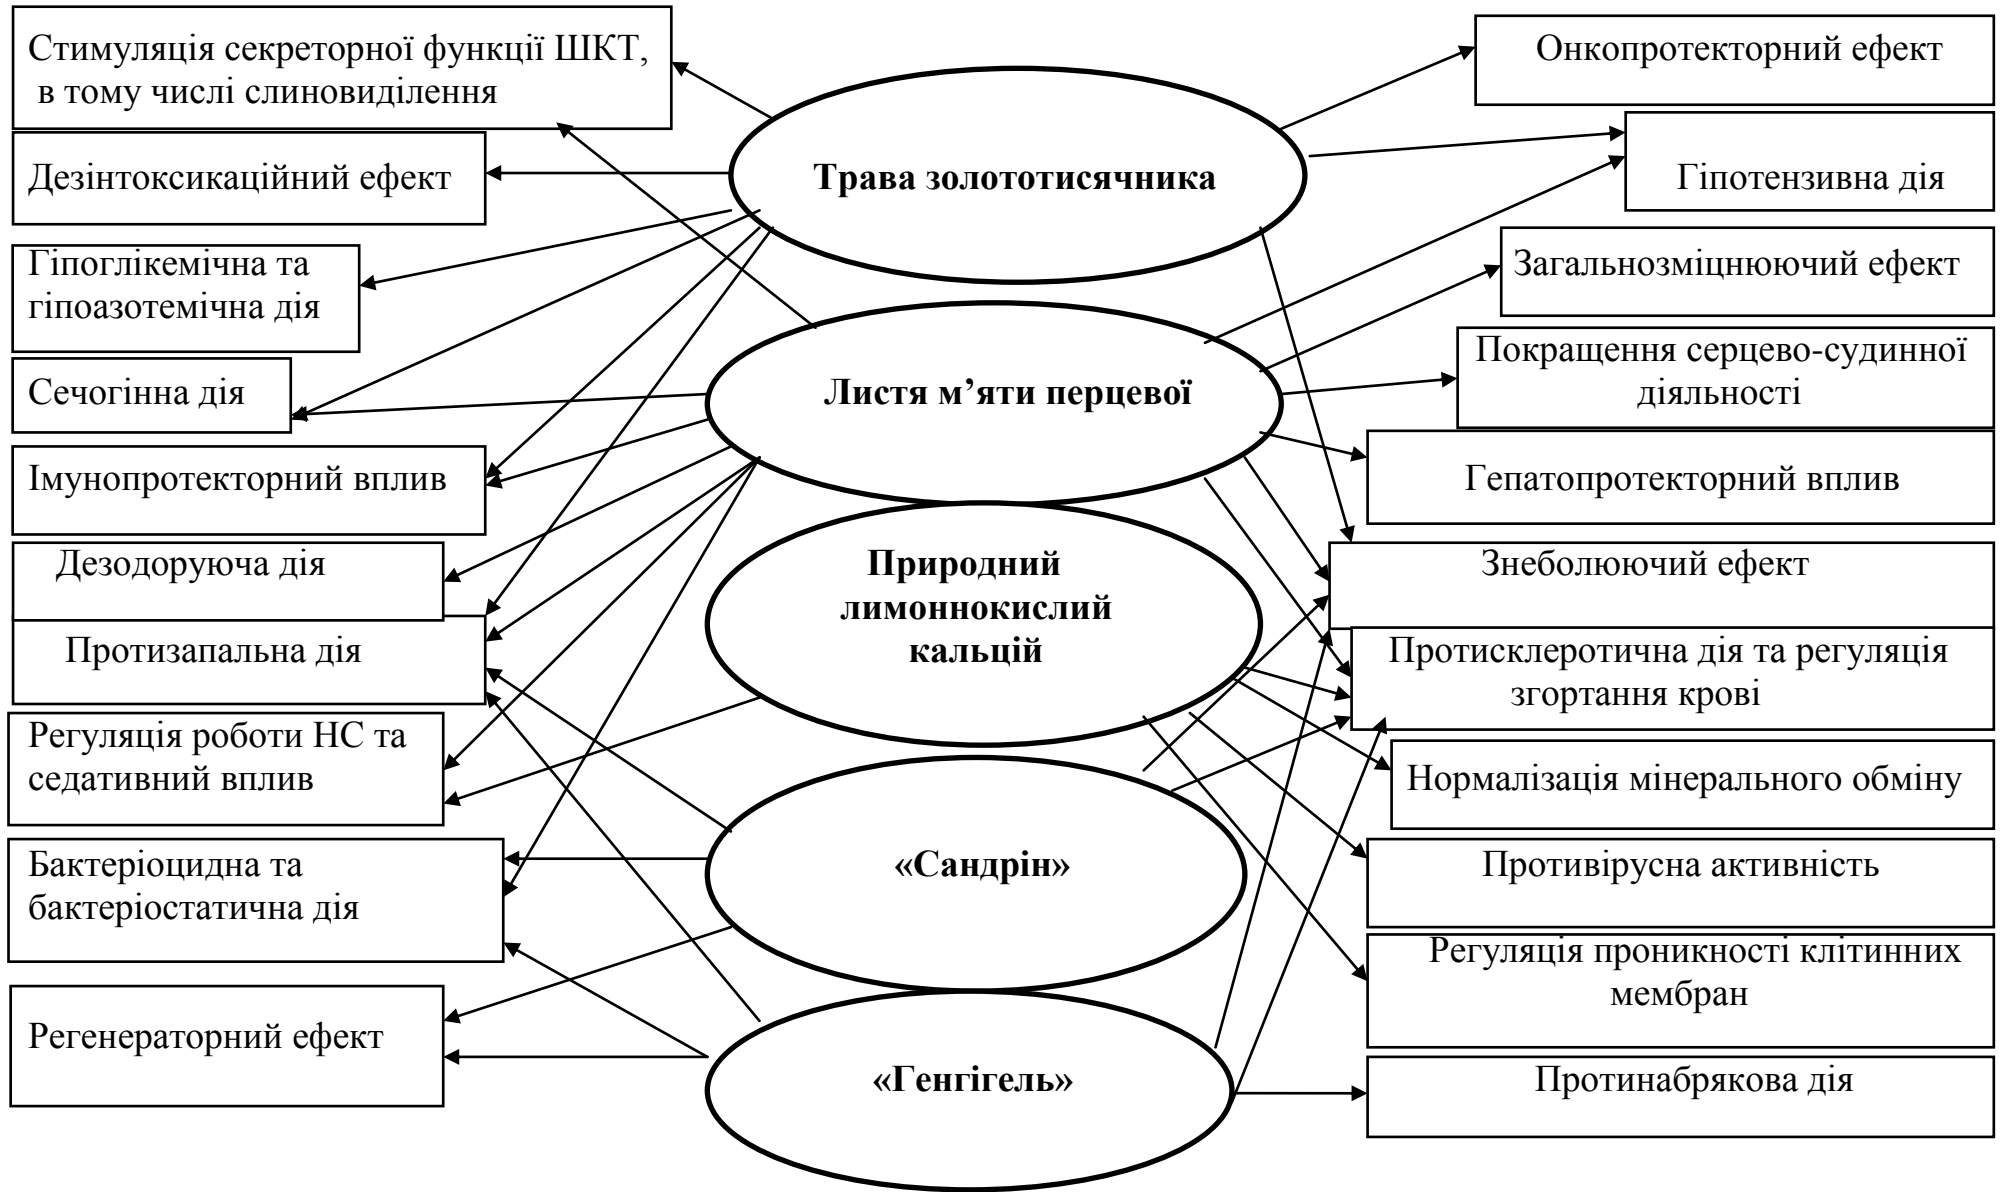 Стимуляція секреторної функції ШКТ,
в тому числі слиновиділення
Дезінтоксикаційний ефект
Гіпоглікемічна та
гіпоазотемічна дія
Сечогінна дія
Імунопротекторний вплив
Дезодоруюча дія
Протизапальна дія
Регуляція роботи НС та
седативний вплив
Бактеріоцидна та
бактеріостатична дія
Регенераторний ефект
Трава золототисячника
Листя м’яти перцевої
Природний
лимоннокислий
кальцій
«Сандрін»
«Генгігель»
Онкопротекторний ефект
Гіпотензивна дія
Загальнозміцнюючий ефект
Покращення серцево-судинної
діяльності
Гепатопротекторний вплив
Знеболюючий ефект
Протисклеротична дія та регуляція
згортання крові
Нормалізація мінерального обміну
Противірусна активність
Регуляція проникності клітинних
мембран
Протинабрякова дія